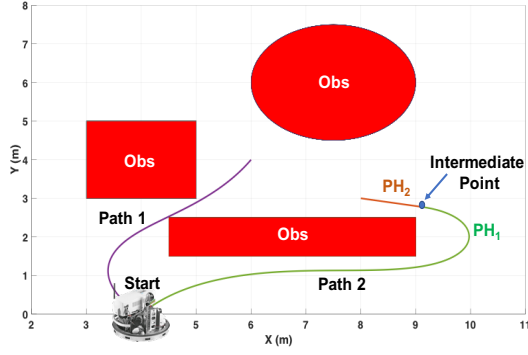 8
7
6
5
4
3
2
1
0
Y (m)
Obs
Obs
Intermediate
Point
PH2
Path 1
PH1
Obs
Start
Path 2
2 3 4 5 6 7 8 9 10 11
X (m)